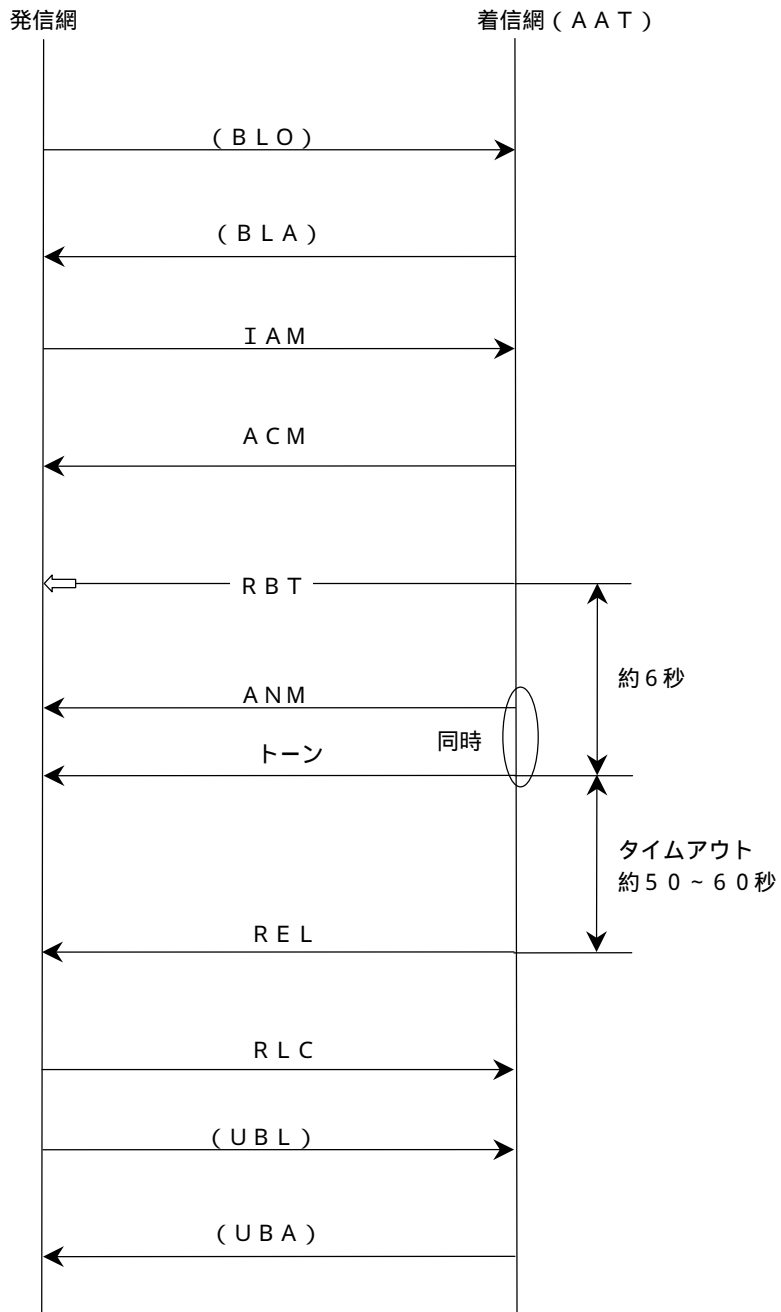 発信網
着信網（ＡＡＴ）
（ＢＬＯ）
（ＢＬＡ）
ＩＡＭ
ＡＣＭ
ＲＢＴ
約６秒
ＡＮＭ
同時
トーン
タイムアウト
約５０～６０秒
ＲＥＬ
ＲＬＣ
（ＵＢＬ）
（ＵＢＡ）